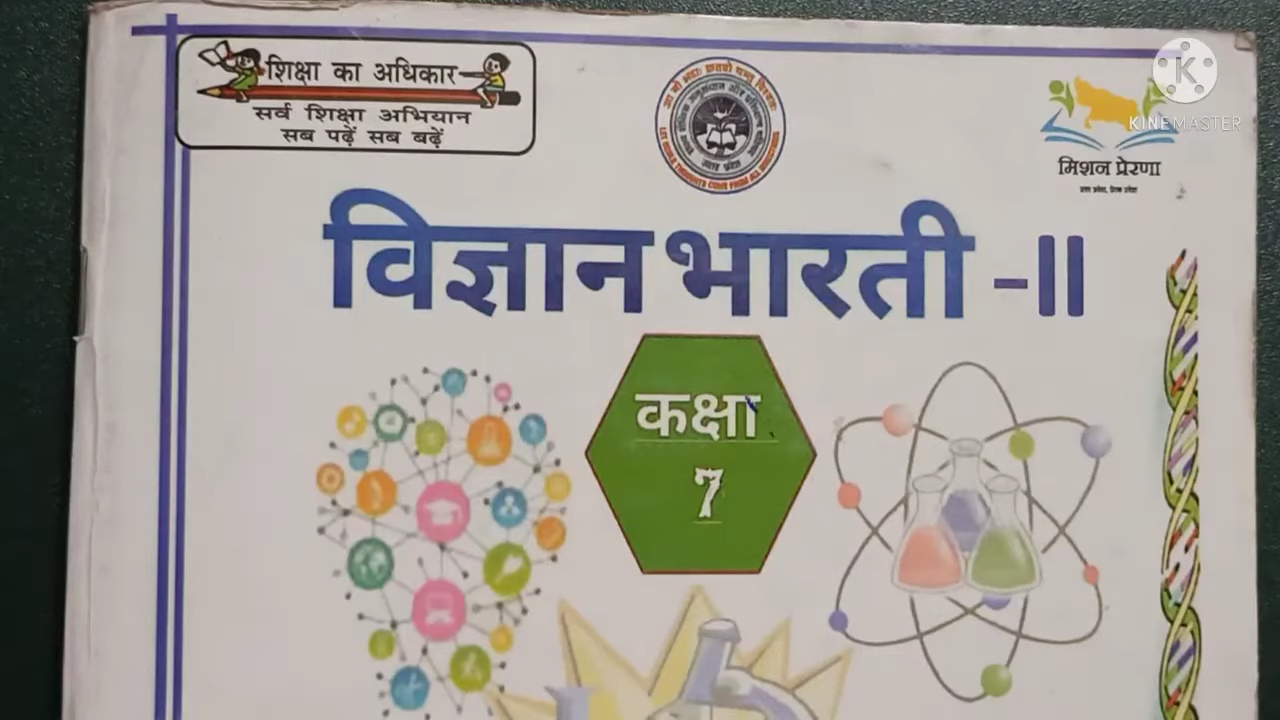 शिक्षा का अधिकार
सर्व शिक्षा अभियान
सब पढ़ें सब बढ़ें
KINEMASTER
मिशन प्रेरणा
विज्ञान भारती -II
कक्षा
7